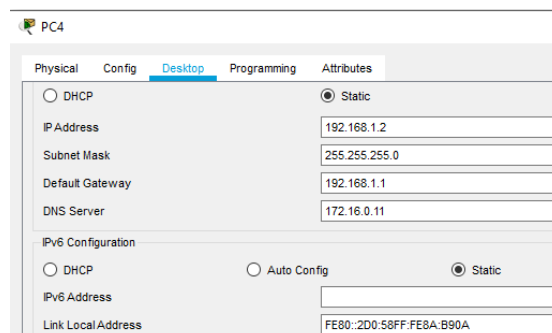 PC4
Physical Config Desktop Programming Attributes
DHCP Static
IP Address 192.168.1.2
Subnet Mask 255.255.255.0
Default Gateway 192.168.1.1
DNS Server 172.16.0.11
IPv6 Configuration
DHCP Auto Config Static
IPv6 Address
Link Local Address FE80::2D0:58FF:FE8A:B90A